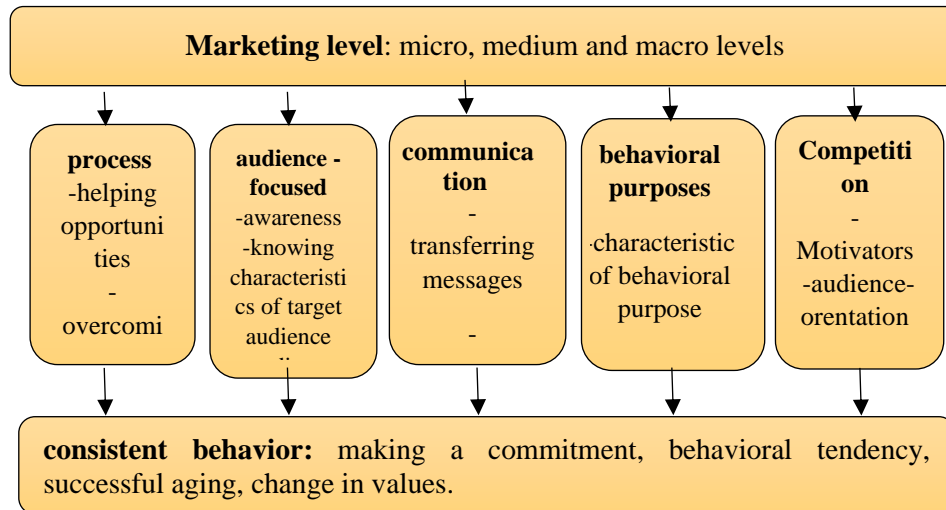 Marketing level: micro, medium and macro levels
process
-helping
opportuni
ties
-
overcomi
audience -
focused
-awareness
-knowing
characteristi
cs of target
audience
communica
tion
-
transferring
messages
-
behavioral
purposes
-characteristic
of behavioral
purpose
Competiti
on
-
Motivators
-audience-
orentation
consistent behavior: making a commitment, behavioral tendency,
successful aging, change in values.